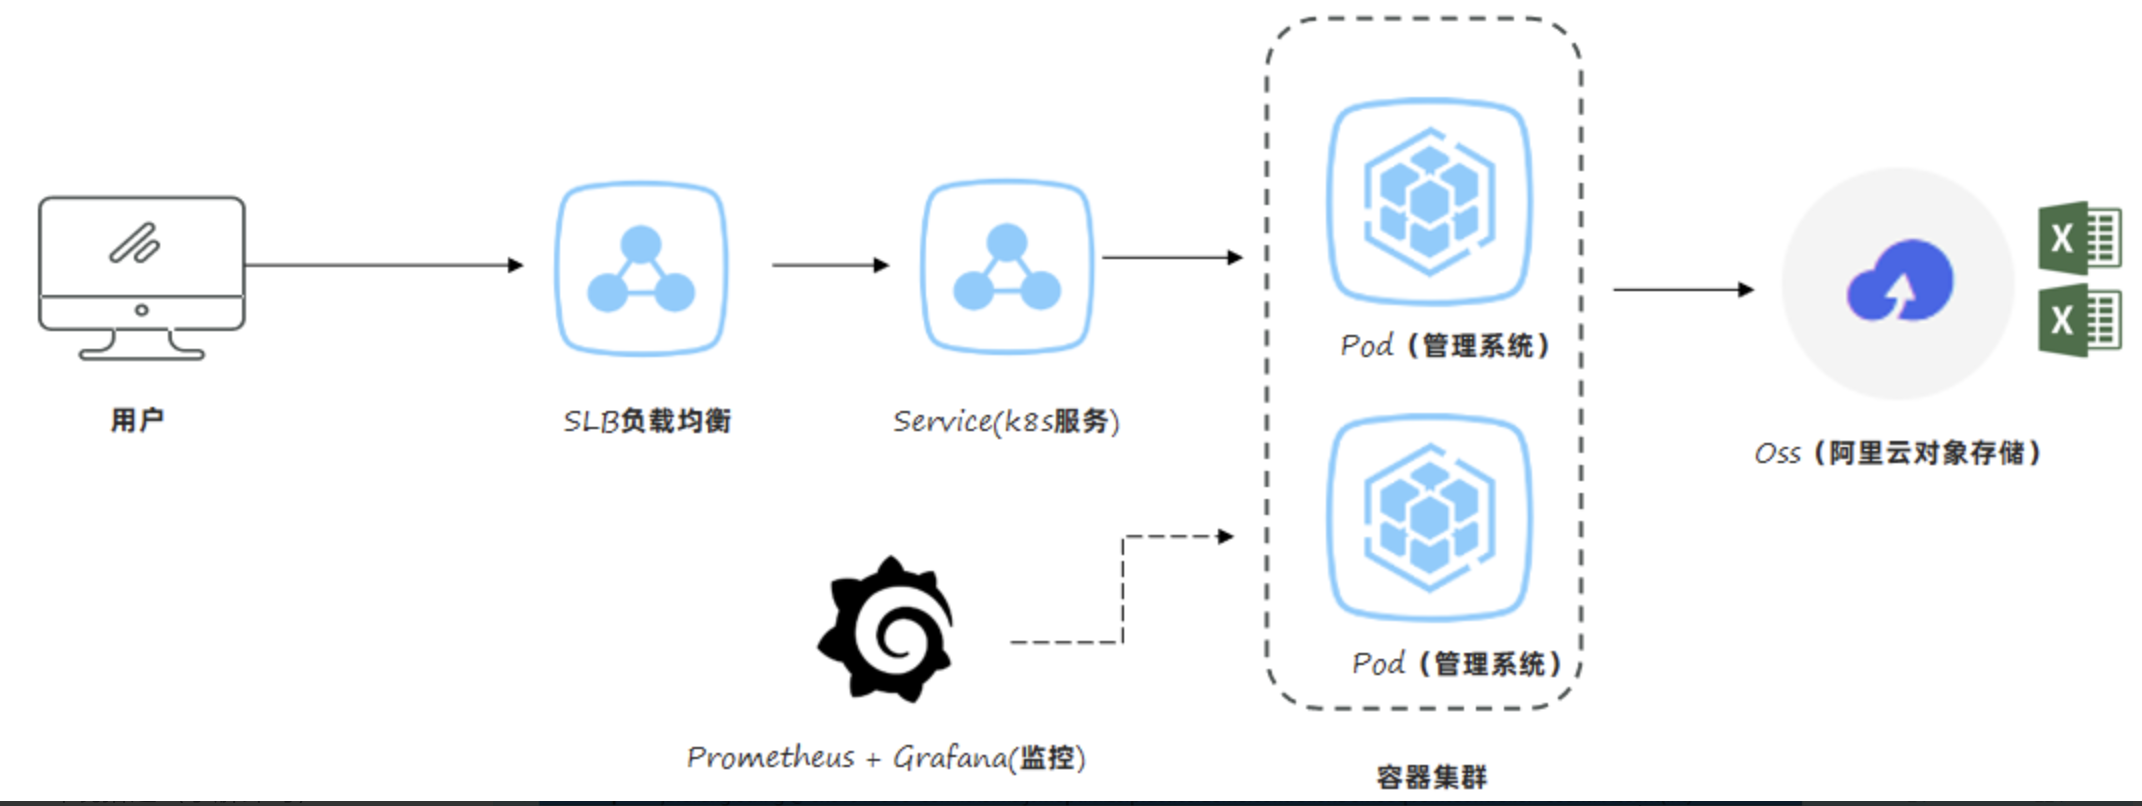 用户
SLB负载均衡
Service(k8s服务)
Pod（管理系统）
Pod（管理系统）
容器集群
Oss（阿里云对象存储）
X
X
Prometheus + Grafana(监控)